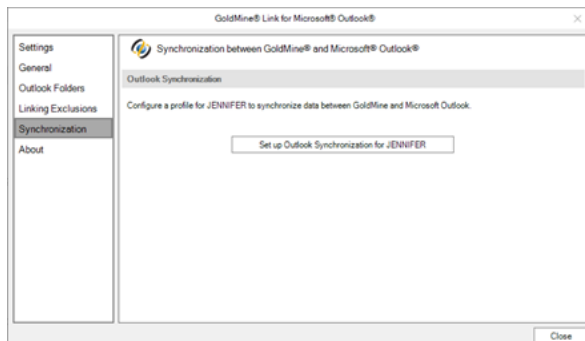 GoldMine® Link for Microsoft® Outlook®
Settings
General
Outlook Folders
Linking Exclusions
Synchronization
About
Synchronization between GoldMine® and Microsoft® Outlook®
Outlook Synchronization
Configure a profile for JENNIFER to synchronize data between GoldMine and Microsoft Outlook.
Set up Outlook Synchronization for JENNIFER
Close